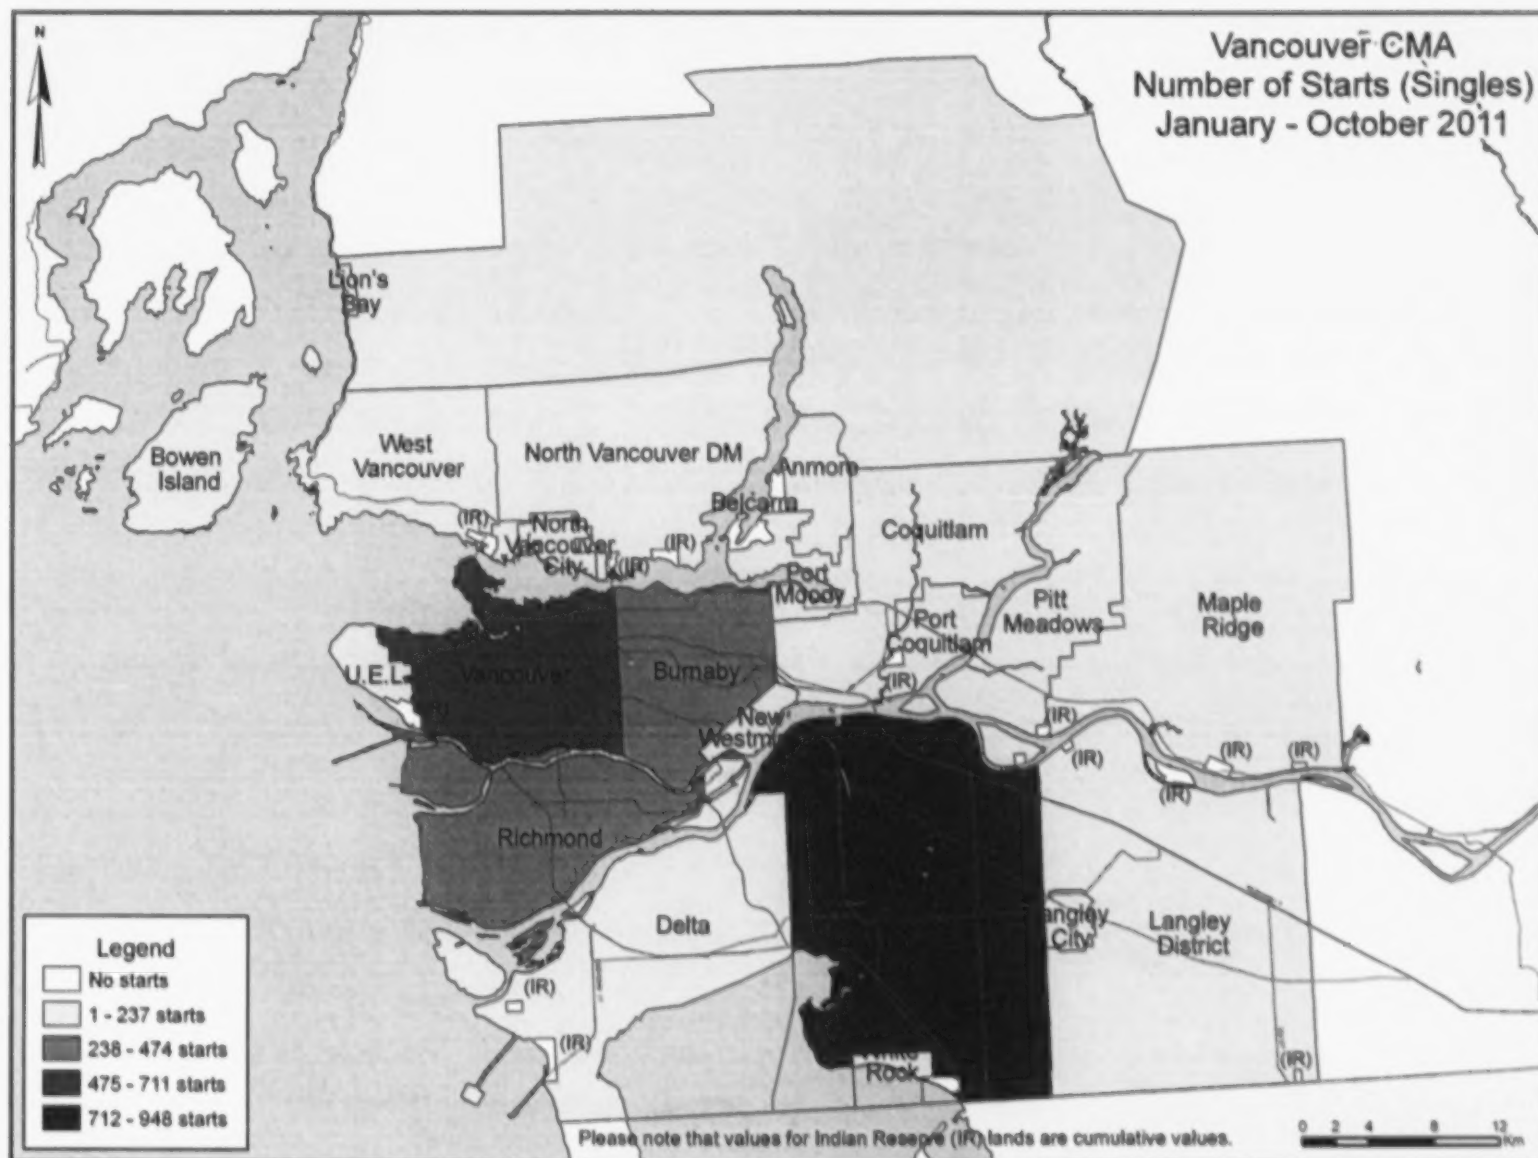 N
Vancouver CMA
Number of Starts (Singles)
January - October 2011
Lion's
Bay
Bowen
Island
West
Vancouver
North Vancouver DM
Anmore
Belcarra
(IR)
North
Vancouver
City
(IR)
(IR)
Coquitlam
Port
Moody
Port
Coquitlam
Pitt
Meadows
Maple
Ridge
U.E.L.
Vancouver
Burnaby
(IR)
New
(IR)
(IR)
(IR)
(IR)
(IR)
Richmond
Delta
Langley
City
Langley
District
(IR)
(IR)
(IR)
Rock
Legend
No starts
1 - 237 starts
238 - 474 starts
475 - 711 starts
712 - 948 starts
Please note that values for Indian Reserve (IR) lands are cumulative values.
0 2 4 8 12
Km